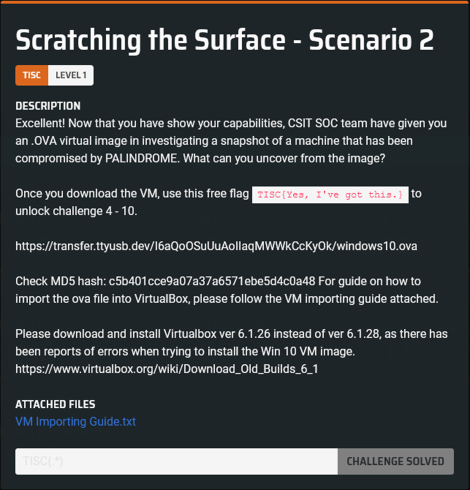 Scratching the Surface - Scenario 2
TISC LEVEL 1
DESCRIPTION
Excellent! Now that you have show your capabilities, CSIT SOC team have given you
an .OVA virtual image in investigating a snapshot of a machine that has been
compromised by PALINDROME. What can you uncover from the image?
Once you download the VM, use this free flag TISC{Yes, I've got this.} to
unlock challenge 4 - 10.
https://transfer.ttyusb.dev/I6aQoOSuUuAolIaqMWWkCcKyOk/windows10.ova
Check MD5 hash: c5b401cce9a07a37a6571ebe5d4c0a48 For guide on how to
import the ova file into VirtualBox, please follow the VM importing guide attached.
Please download and install Virtualbox ver 6.1.26 instead of ver 6.1.28, as there has
been reports of errors when trying to install the Win 10 VM image.
https://www.virtualbox.org/wiki/Download_Old_Builds_6_1
ATTACHED FILES
VM Importing Guide.txt
TISC{.*} CHALLENGE SOLVED